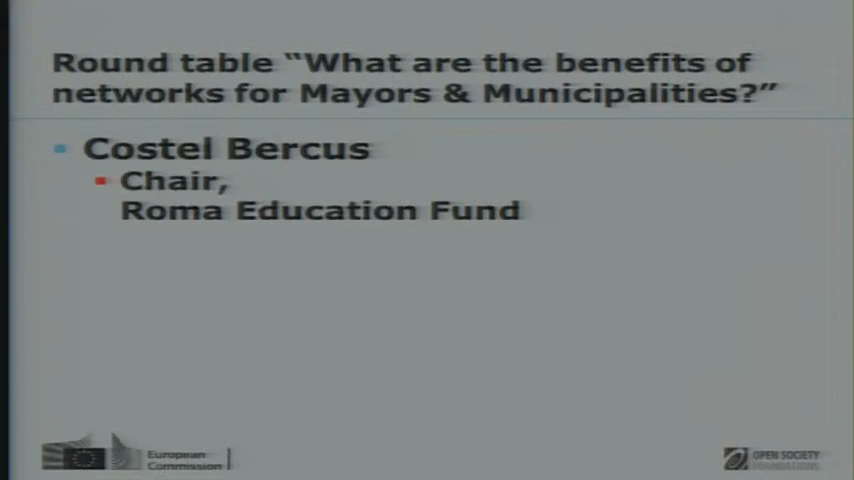 Round table “What are the benefits of
networks for Mayors & Municipalities?”
Costel Bercus
Chair,
Roma Education Fund
European
Commission
OPEN SOCIETY
FOUNDATIONS